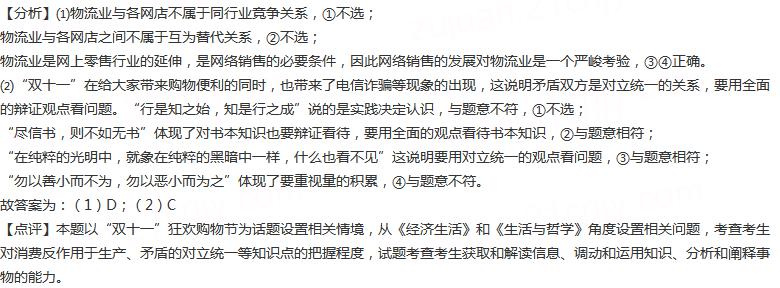 【分析】⑴物流业与各网店不属于同行业竞争关系，①不选；
物流业与各网店之间不属于互为替代关系，②不选；
物流业是网上零售行业的延伸，是网络销售的必要条件，因此网络销售的发展对物流业是一个严峻考验，③④正确。
⑵“双十一”在给大家带来购物便利的同时，也带来了电信诈骗等现象的出现，这说明矛盾双方是对立统一的关系，要用全面
的辩证观点看问题。“行是知之始，知是行之成”说的是实践决定认识，与题意不符，①不选；
“尽信书，则不如无书”体现了对书本知识也要辩证看待，要用全面的观点看待书本知识，②与题意相符；
“在纯粹的光明中，就象在纯粹的黑暗中一样，什么也看不见”这说明要用对立统一的观点看问题，③与题意相符；
“勿以善小而不为，勿以恶小而为之”体现了要重视量的积累，④与题意不符。
故答案为：（1）D；（2）C
【点评】本题以“双十一”狂欢购物节为话题设置相关情境，从《经济生活》和《生活与哲学》角度设置相关问题，考查考生
对消费反作用于生产、矛盾的对立统一等知识点的把握程度，试题考查考生获取和解读信息、调动和运用知识、分析和阐释事
物的能力。